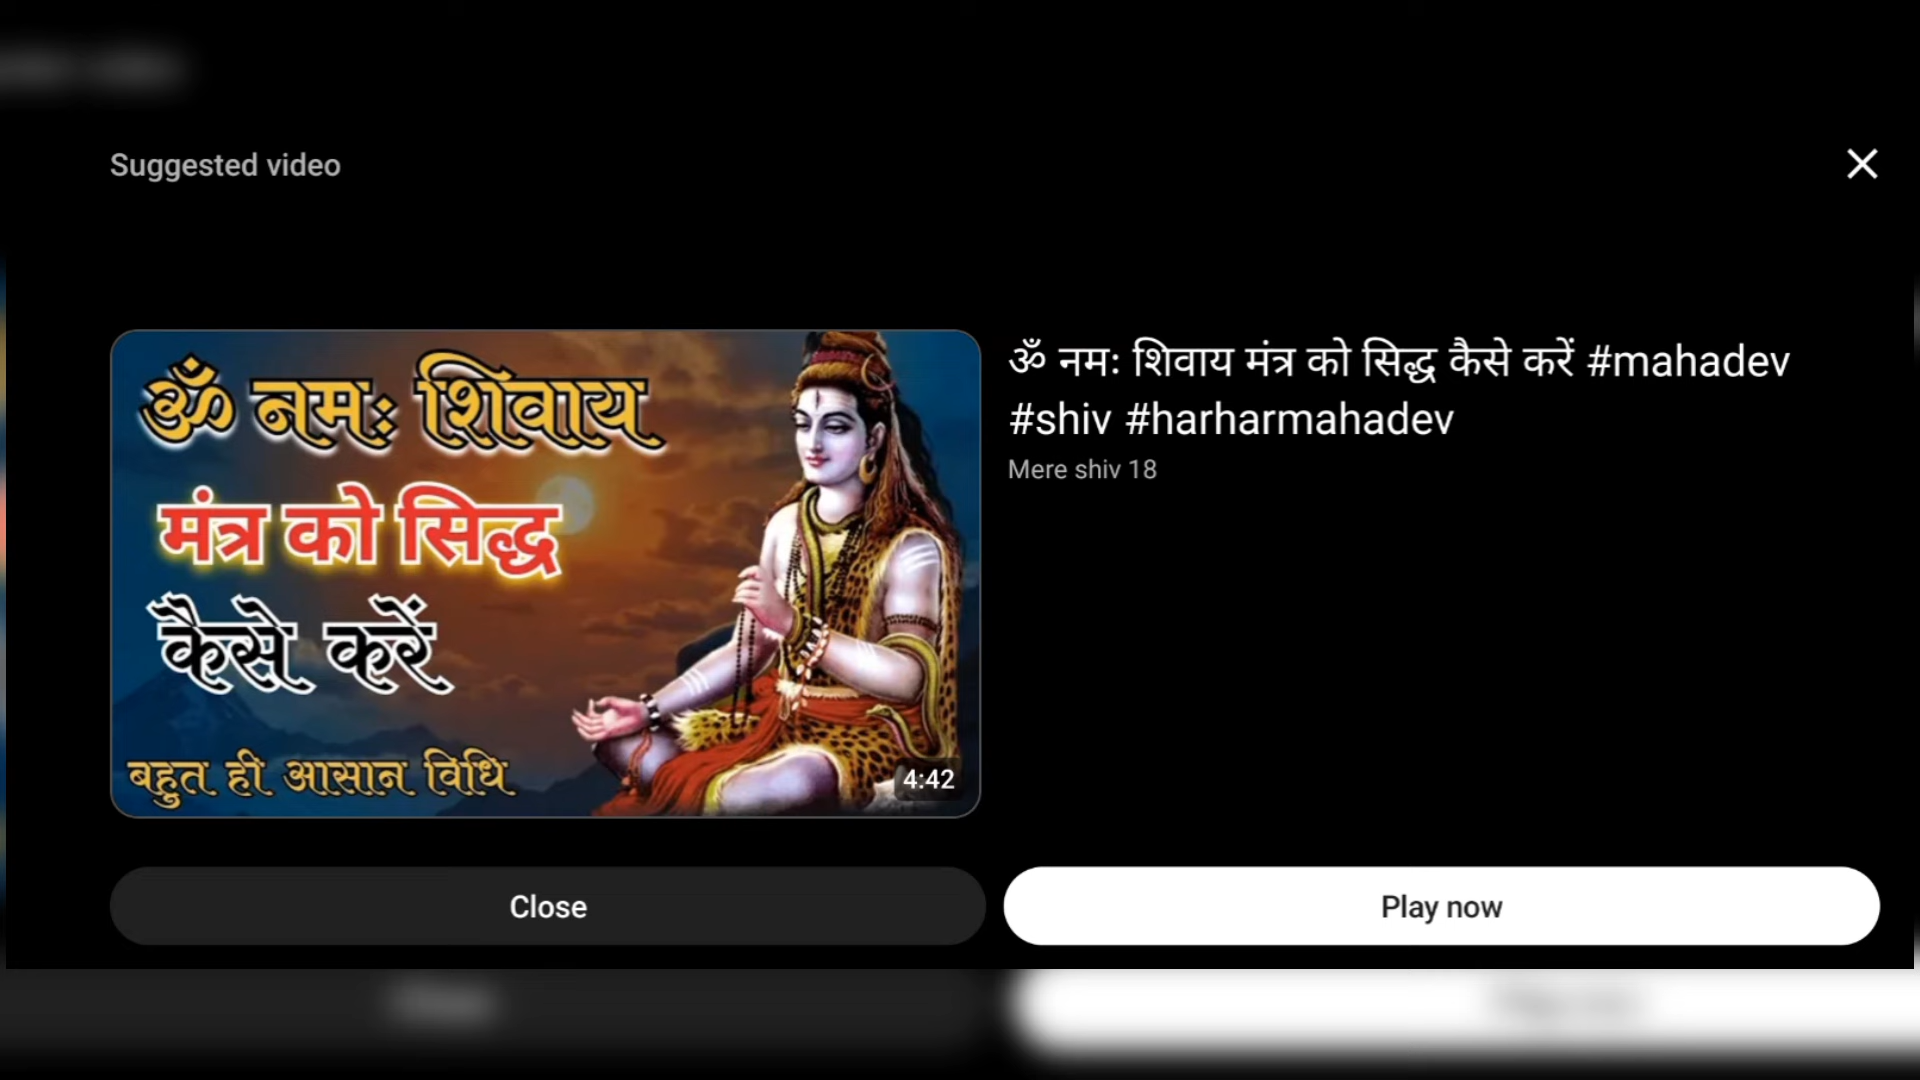 Suggested video
ॐ नमः शिवाय
मंत्र को सिद्ध
कैसे करें
बहुत ही आसान विधि
4:42
ॐ नमः शिवाय मंत्र को सिद्ध कैसे करें #mahadev
#shiv #harharmahadev
Mere shiv 18
Close
Play now